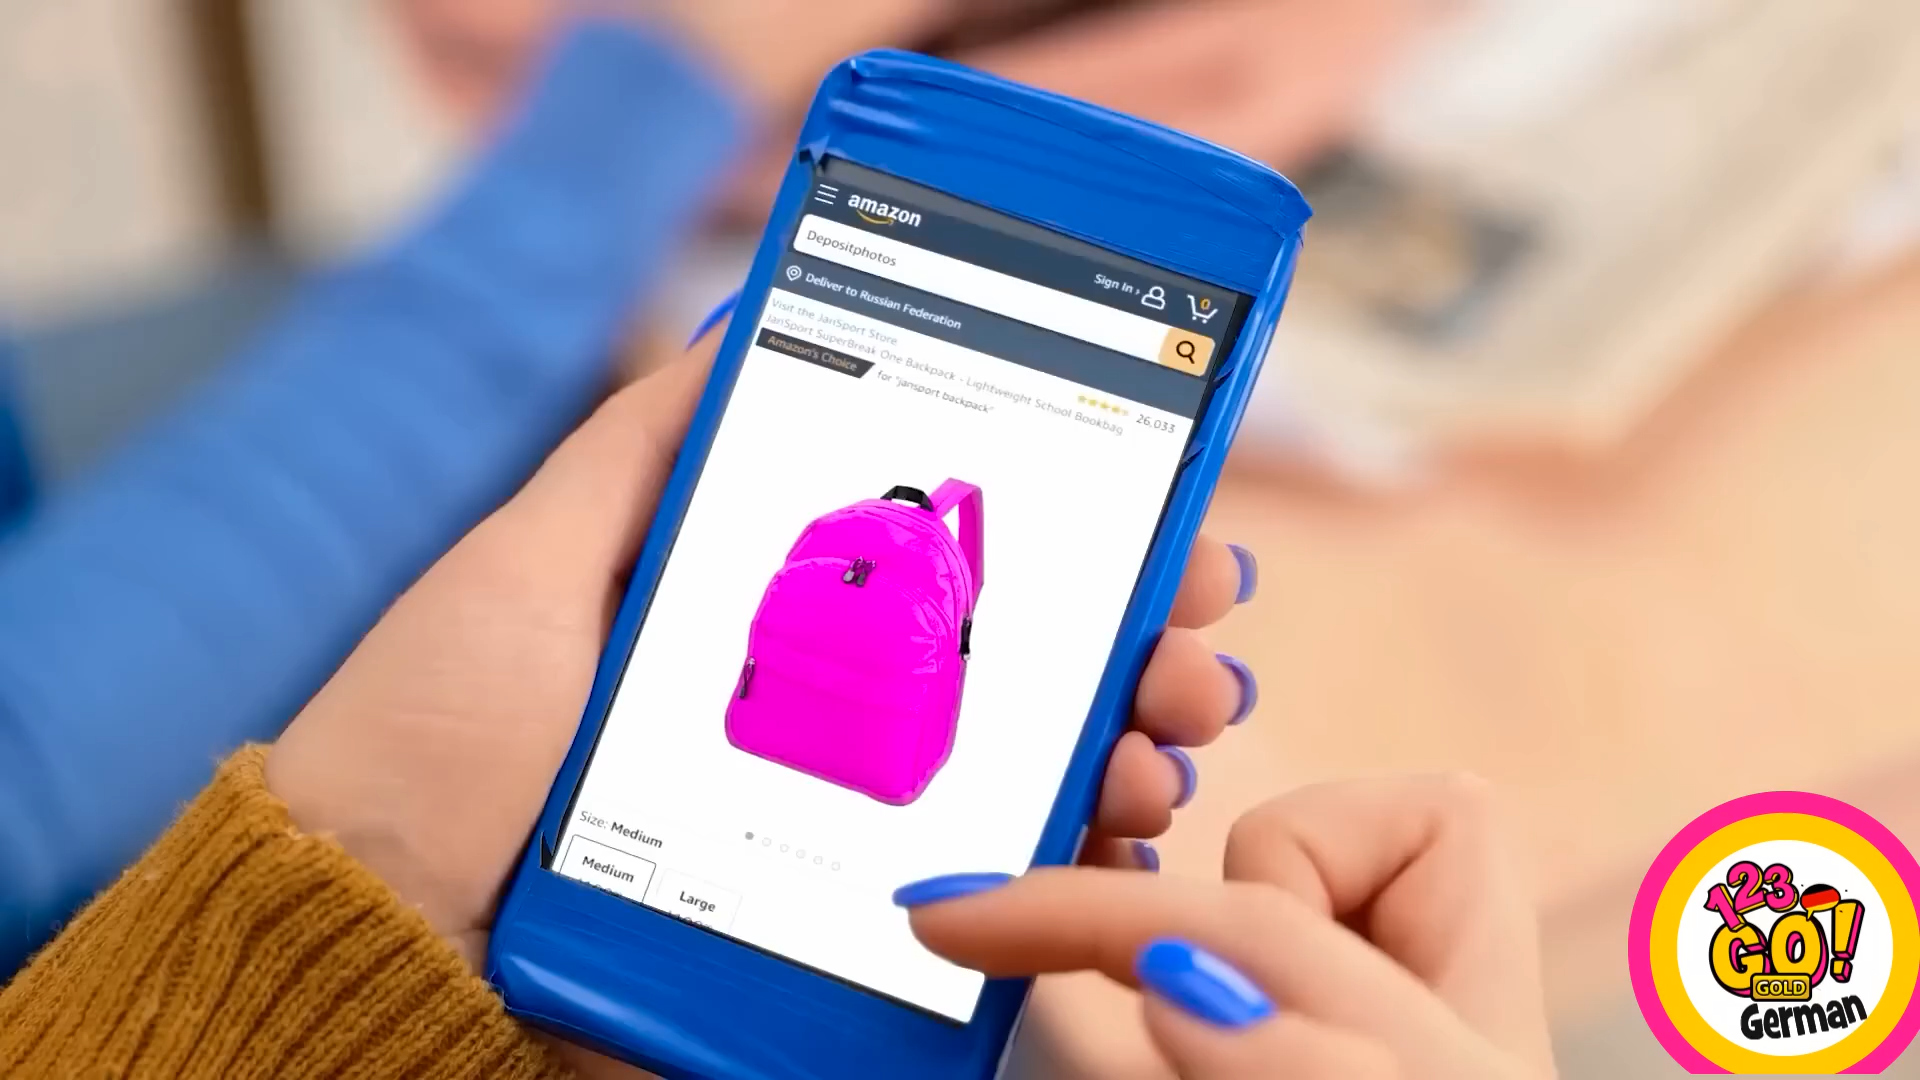 amazon
Depositphotos
Sign In ›
0
Deliver to Russian Federation
Visit the JanSport Store
JanSport SuperBreak One Backpack - Lightweight School Bookbag
26,033
Amazon's Choice
for "jansport backpack"
Size: Medium
Medium
Large
123
GO!
GOLD
German